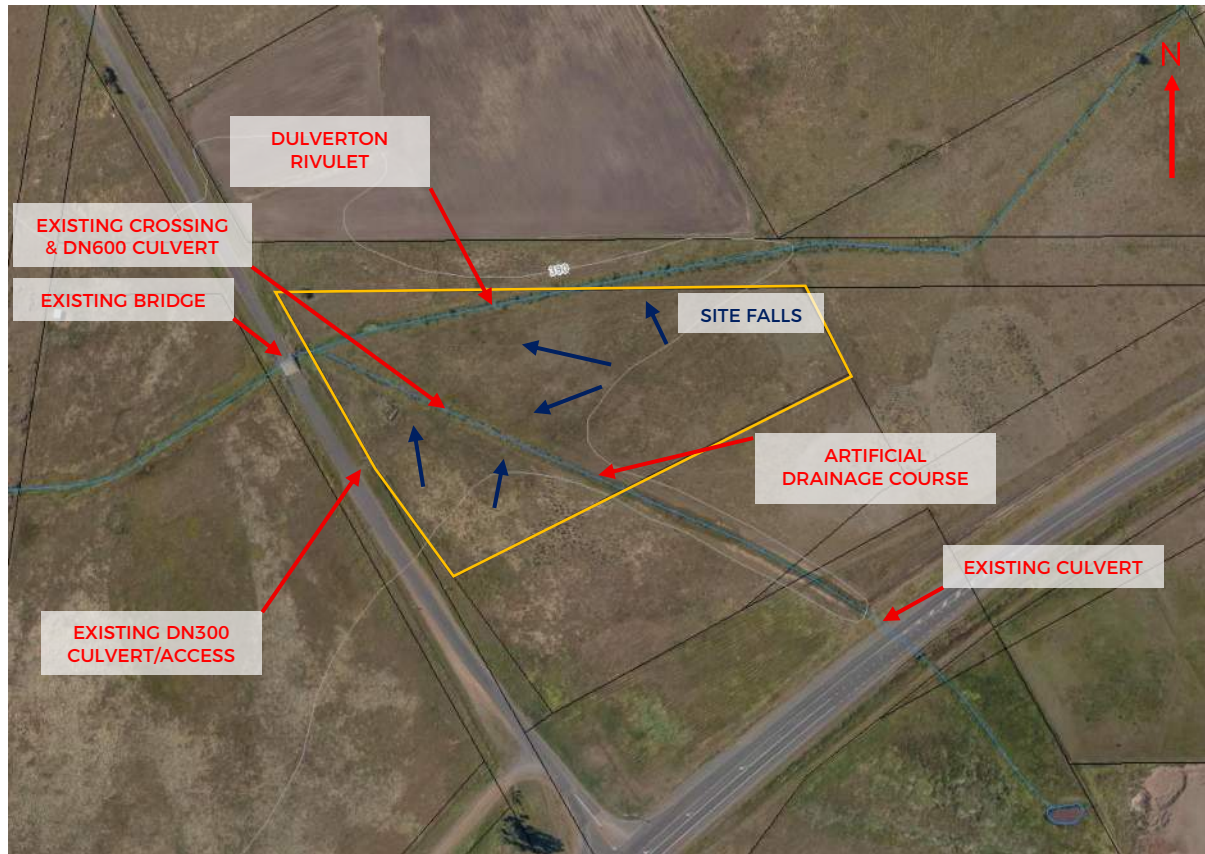 N
DULVERTON
RIVULET
EXISTING CROSSING
& DN600 CULVERT
EXISTING BRIDGE
390
SITE FALLS
ARTIFICIAL
DRAINAGE COURSE
EXISTING CULVERT
EXISTING DN300
CULVERT/ACCESS